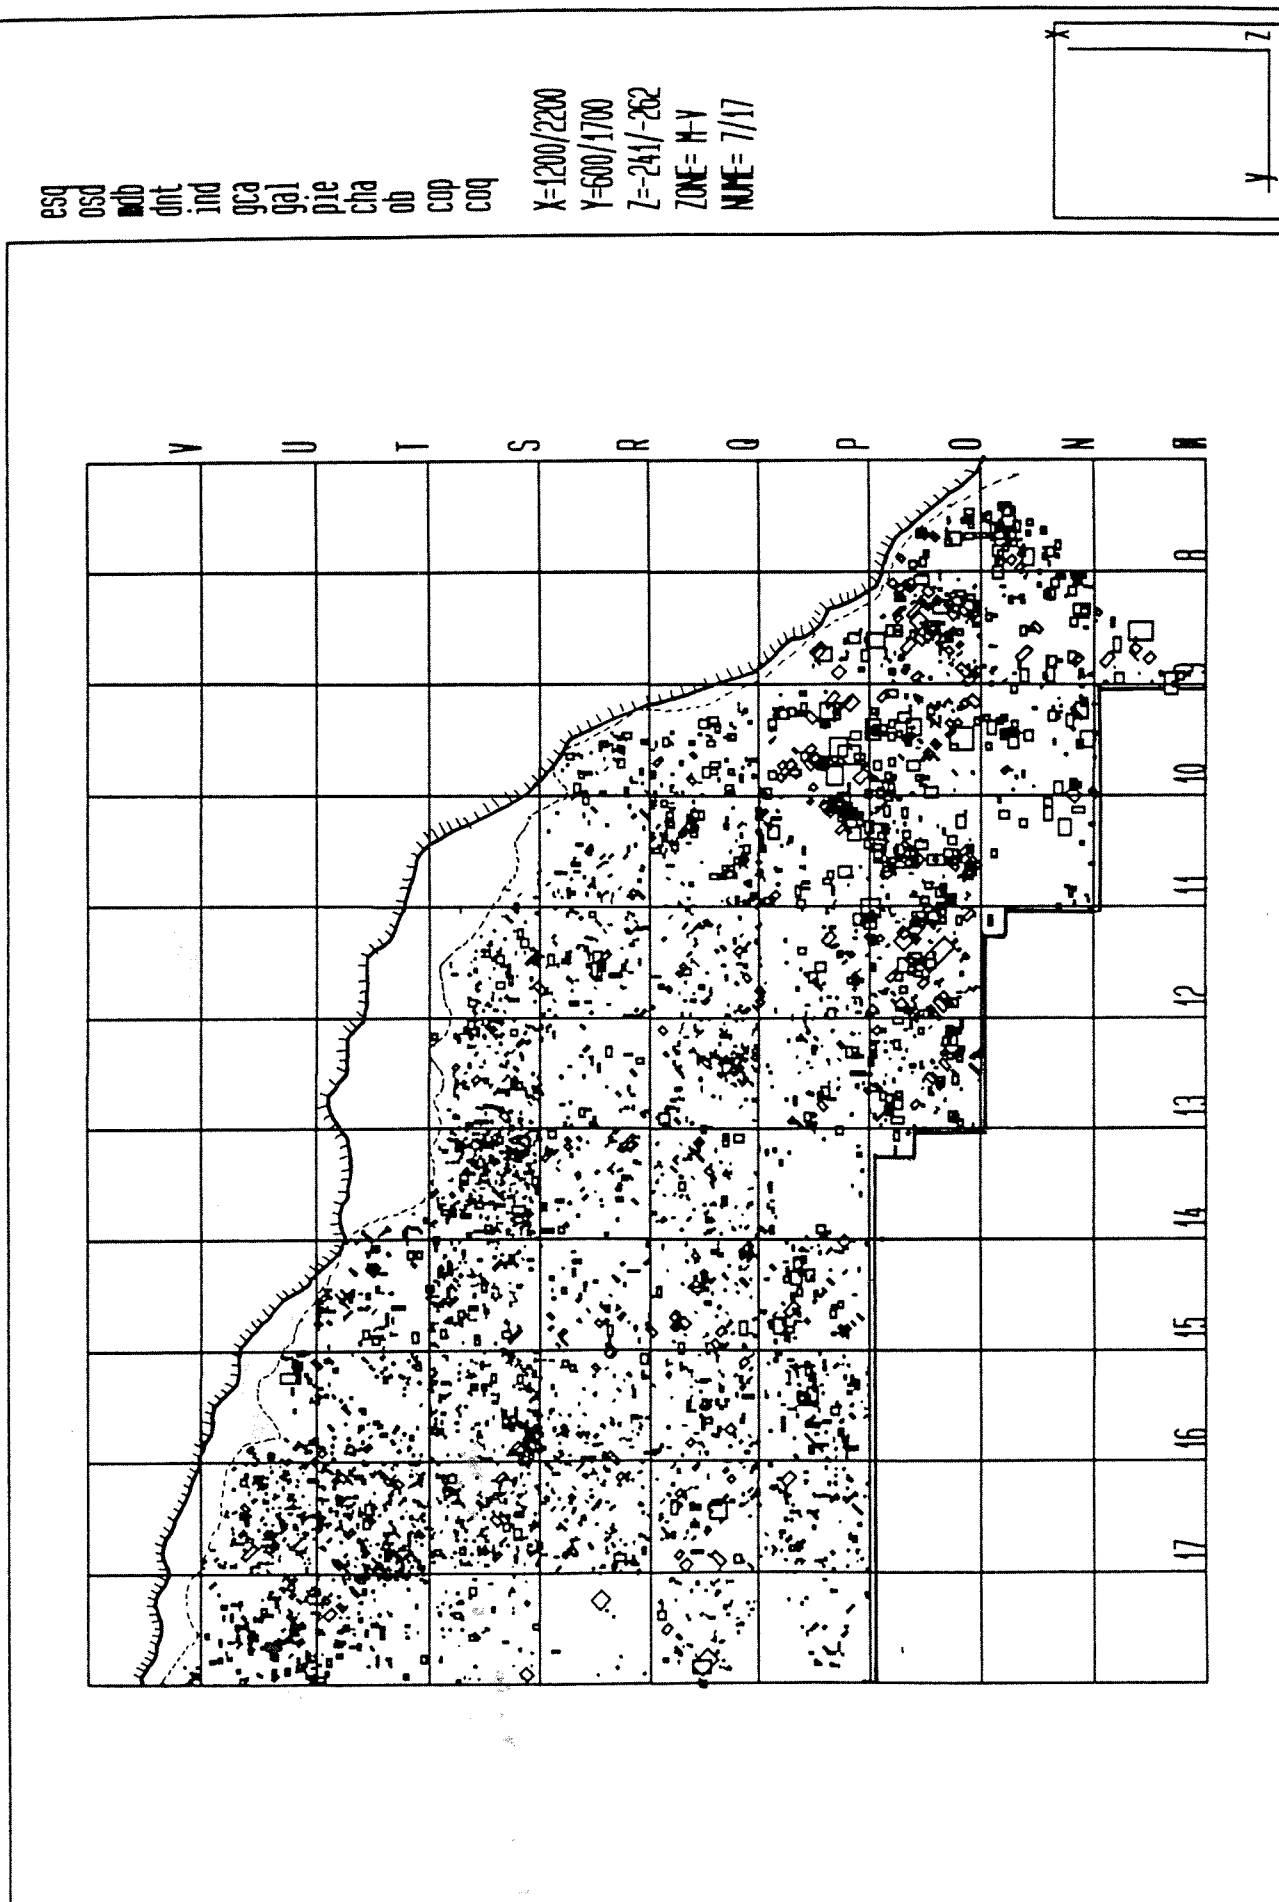 esq
osd
mdb
dnt
ind
gca
gal
pie
cha
ob
cop
coq
X=1200/2200
Y=600/1700
Z=-241/-262
ZONE= M-V
NUME= 7/17
X
Z
Y
V
U
T
S
R
Q
P
O
N
8
9
10
11
12
13
14
15
16
17